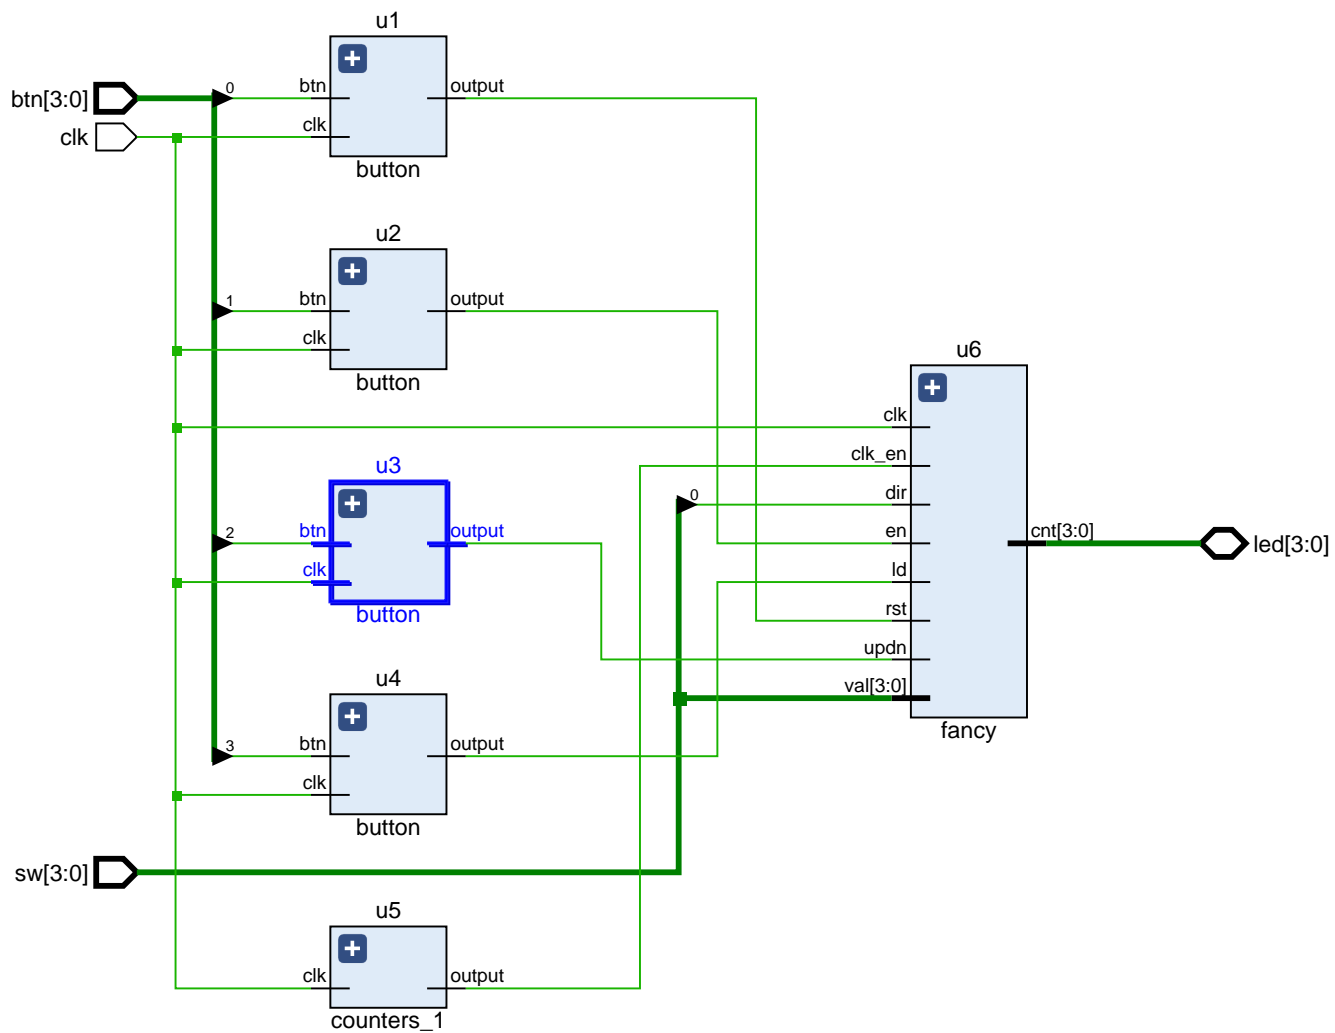 u1
btn[3:0]
0
btn
output
clk
clk
button
u2
1
btn
output
clk
button
u3
2
btn
output
clk
button
u4
3
btn
output
clk
button
sw[3:0]
u5
clk
output
counters_1
u6
clk
clk_en
0
dir
en
ld
rst
updn
val[3:0]
cnt[3:0]
led[3:0]
fancy